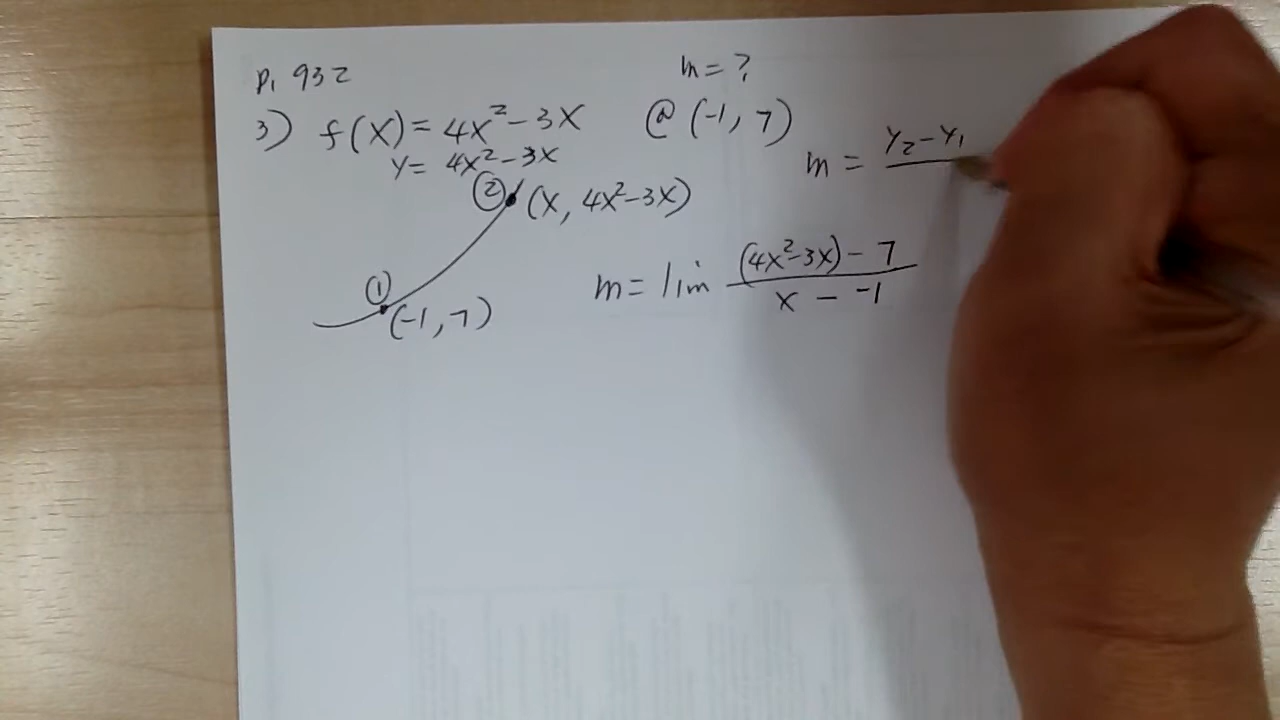 p. 932
m = ?
3) f(x) = 4x² - 3x @ (-1, 7)
y = 4x² - 3x
m = y₂ - y₁
② (x, 4x² - 3x)
m = lim (4x² - 3x) - 7 / x - -1
①
(-1, 7)